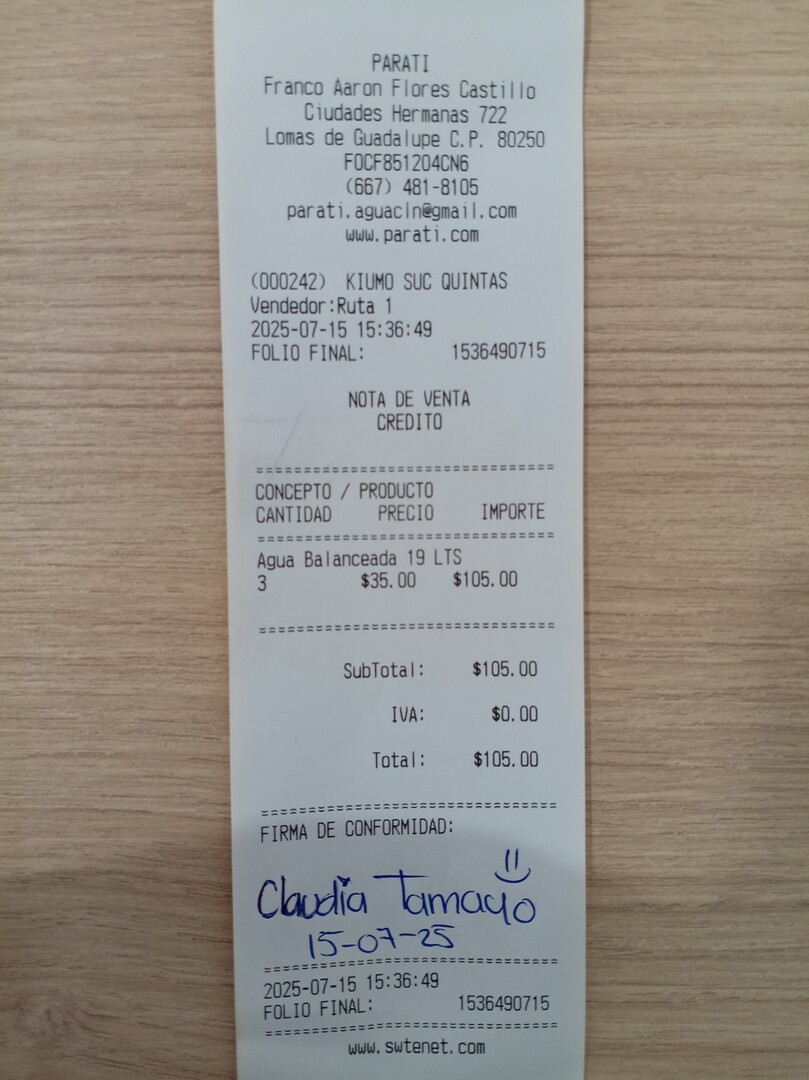 PARATI
Franco Aaron Flores Castillo
Ciudades Hermanas 722
Lomas de Guadalupe C.P. 80250
FOCF851204CN6
(667) 481-8105
parati.aguacln@gmail.com
www.parati.com
(000242) KIUMO SUC QUINTAS
Vendedor:Ruta 1
2025-07-15 15:36:49
FOLIO FINAL: 1536490715
NOTA DE VENTA
CREDITO
==================================
CONCEPTO / PRODUCTO
CANTIDAD PRECIO IMPORTE
==================================
Agua Balanceada 19 LTS
3 $35.00 $105.00
==================================
SubTotal: $105.00
IVA: $0.00
Total: $105.00
==================================
FIRMA DE CONFORMIDAD:
Claudia Tamayo
15-07-25
==================================
2025-07-15 15:36:49
FOLIO FINAL: 1536490715
==================================
www.swtenet.com